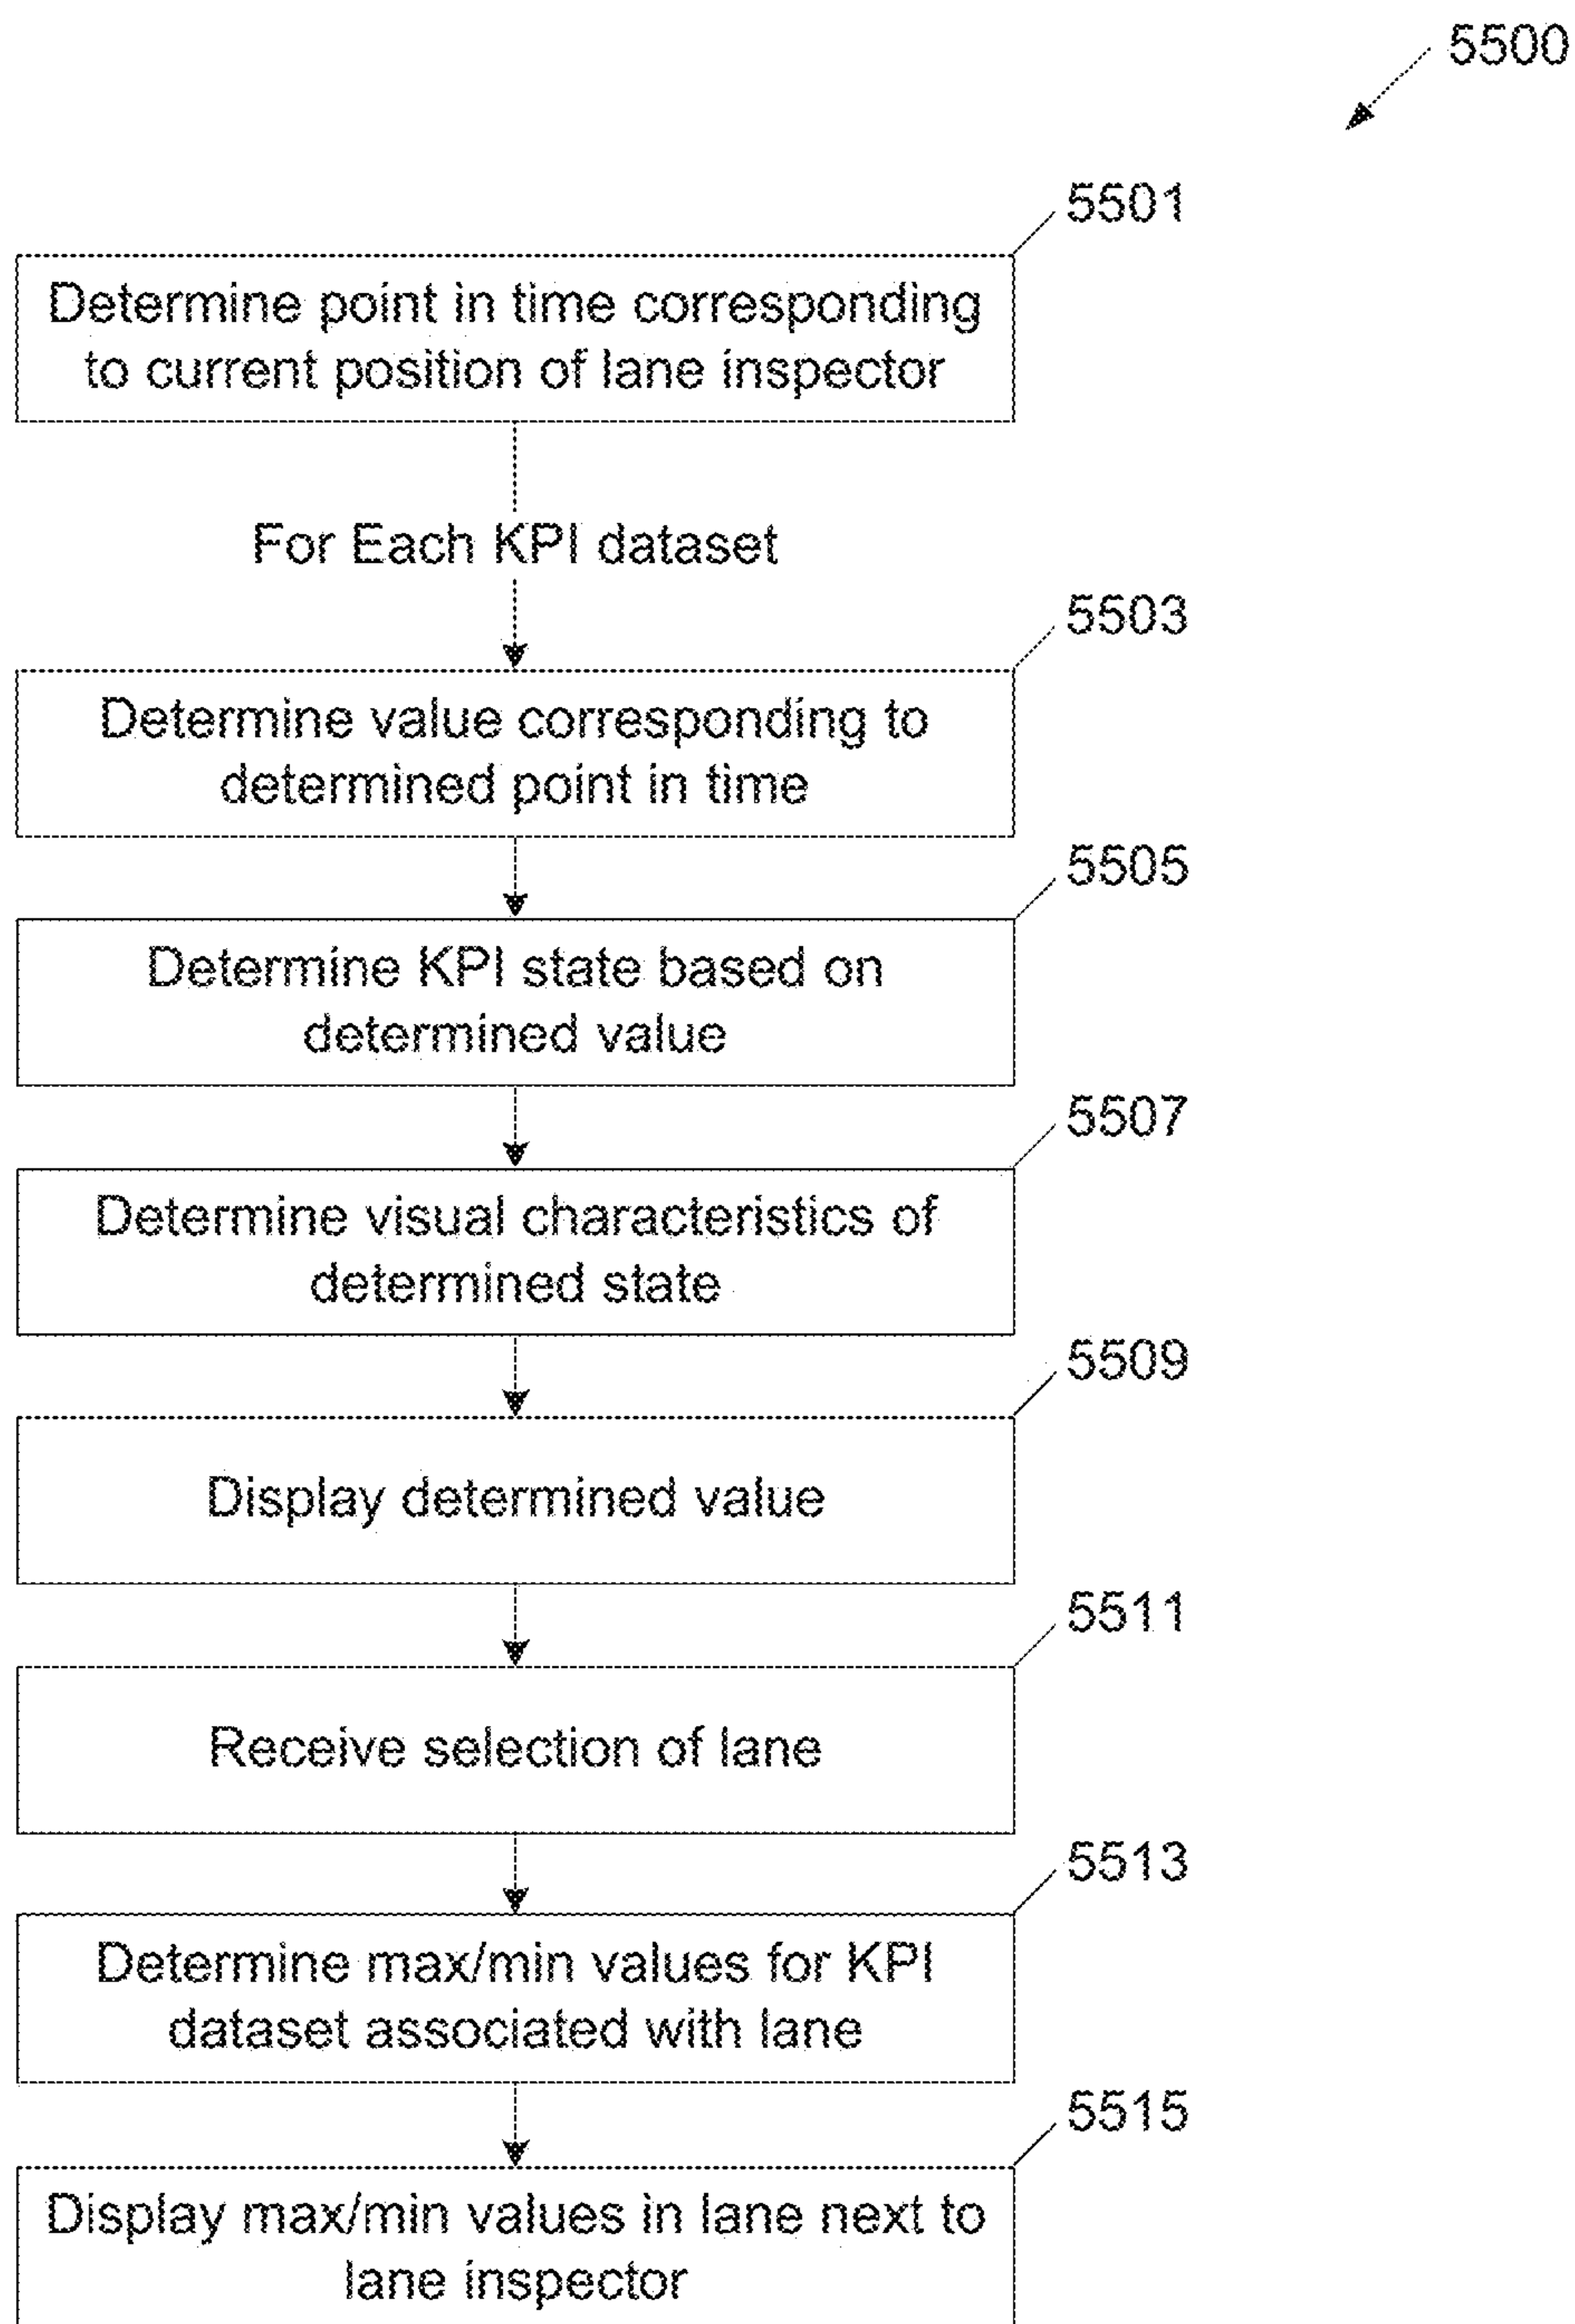 5500
5501
Determine point in time corresponding
to current position of lane inspector
For Each KPI dataset
5503
Determine value corresponding to
determined point in time
5505
Determine KPI state based on
determined value
5507
Determine visual characteristics of
determined state
5509
Display determined value
5511
Receive selection of lane
5513
Determine max/min values for KPI
dataset associated with lane
5515
Display max/min values in lane next to
lane inspector